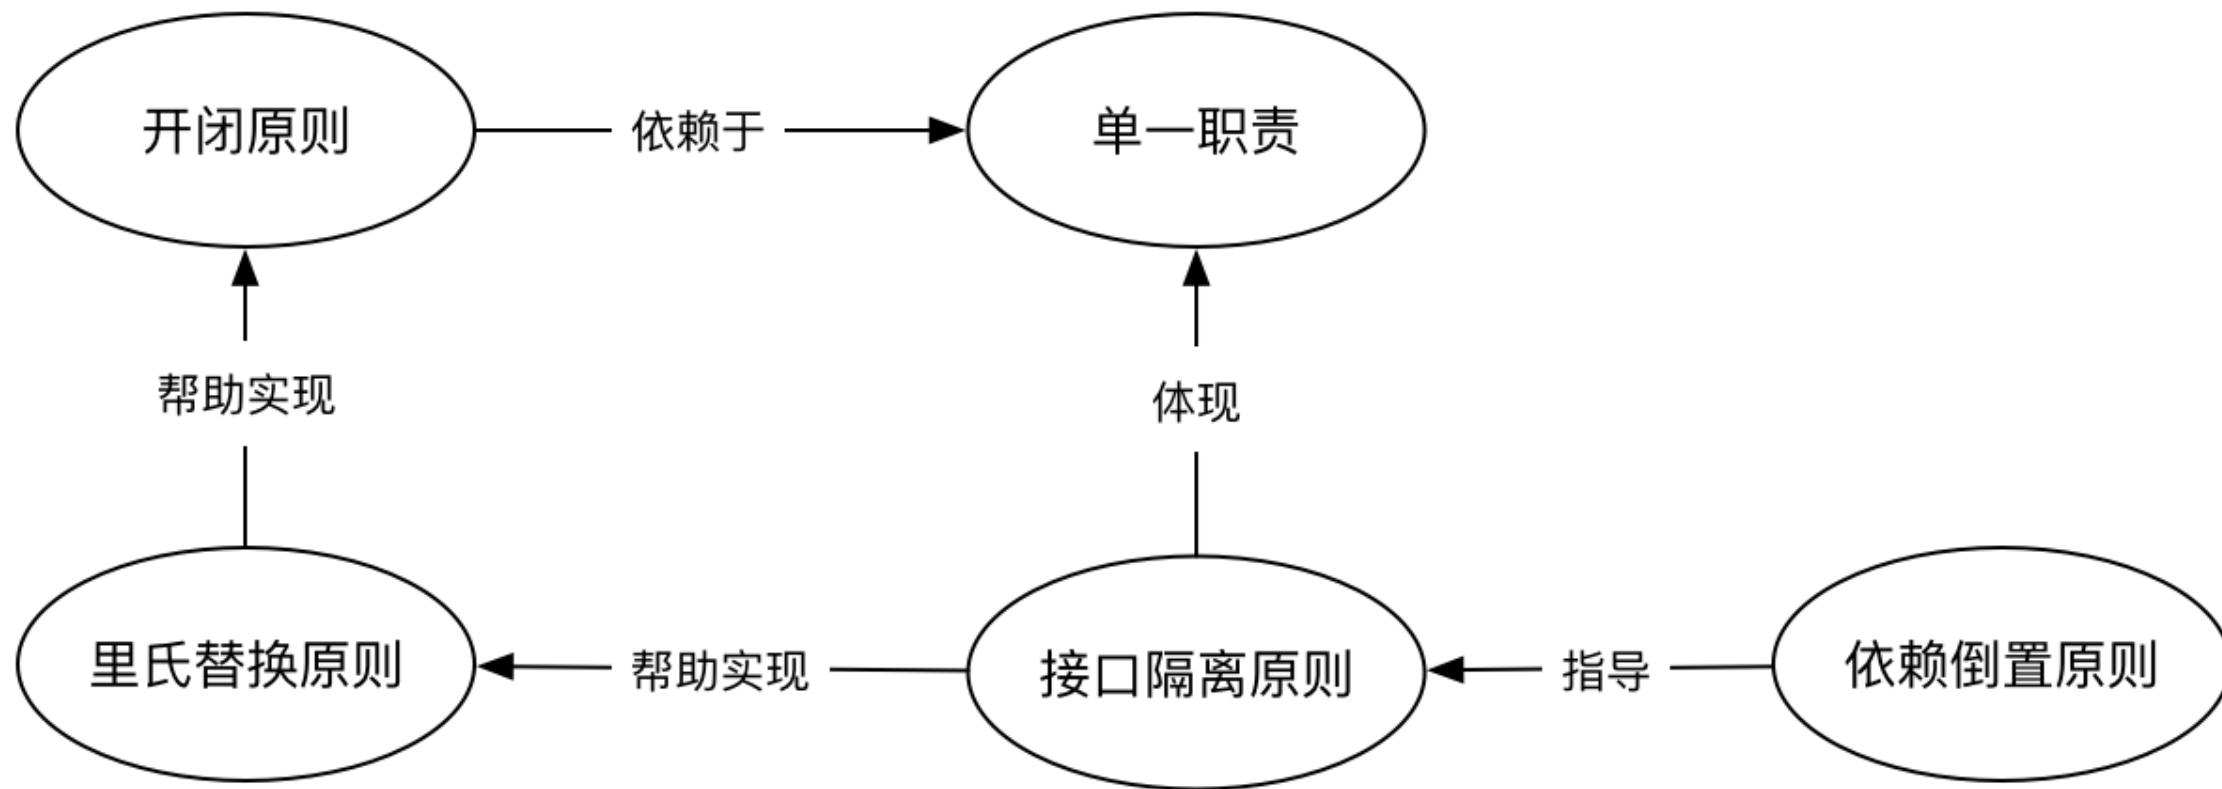 开闭原则
依赖于
单一职责
帮助实现
体现
里氏替换原则
帮助实现
接口隔离原则
指导
依赖倒置原则